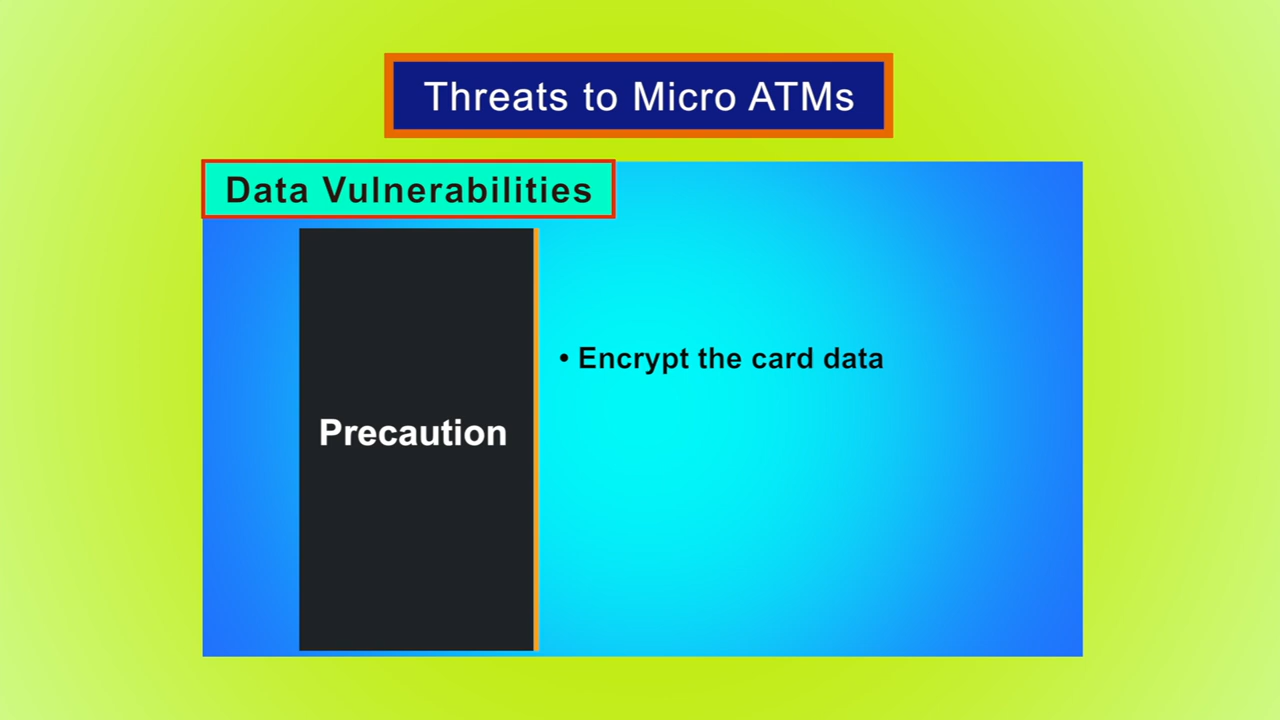 Threats to Micro ATMs
Data Vulnerabilities
Precaution
• Encrypt the card data